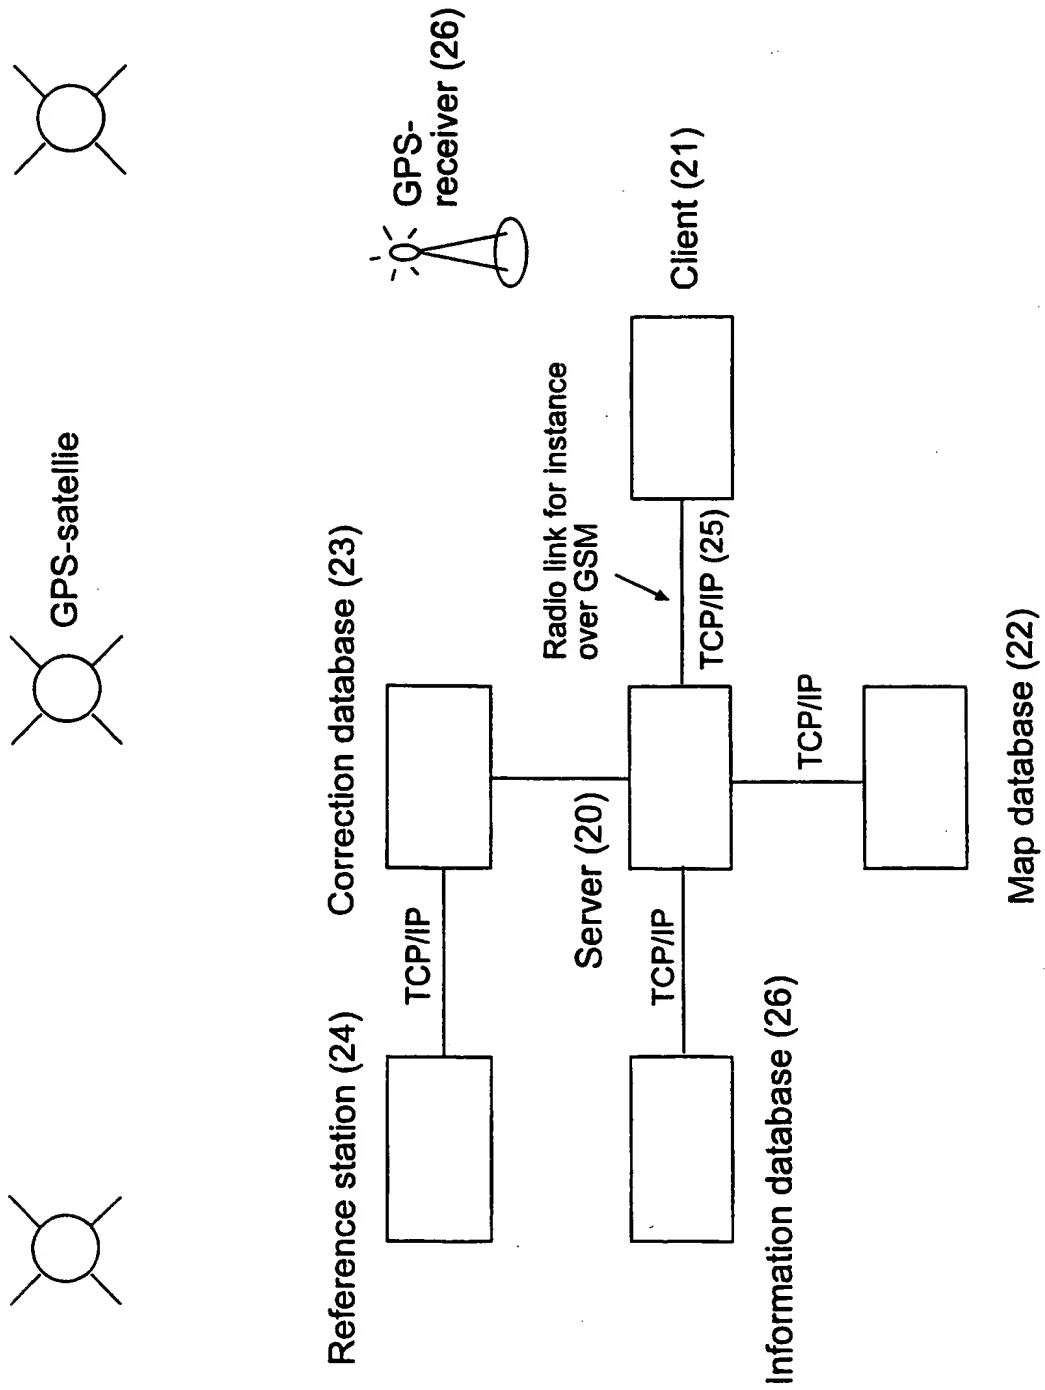 GPS-satellie
GPS-
receiver (26)
Reference station (24)
Correction database (23)
TCP/IP
Radio link for instance
over GSM
Server (20)
Client (21)
TCP/IP
TCP/IP (25)
TCP/IP
Information database (26)
Map database (22)